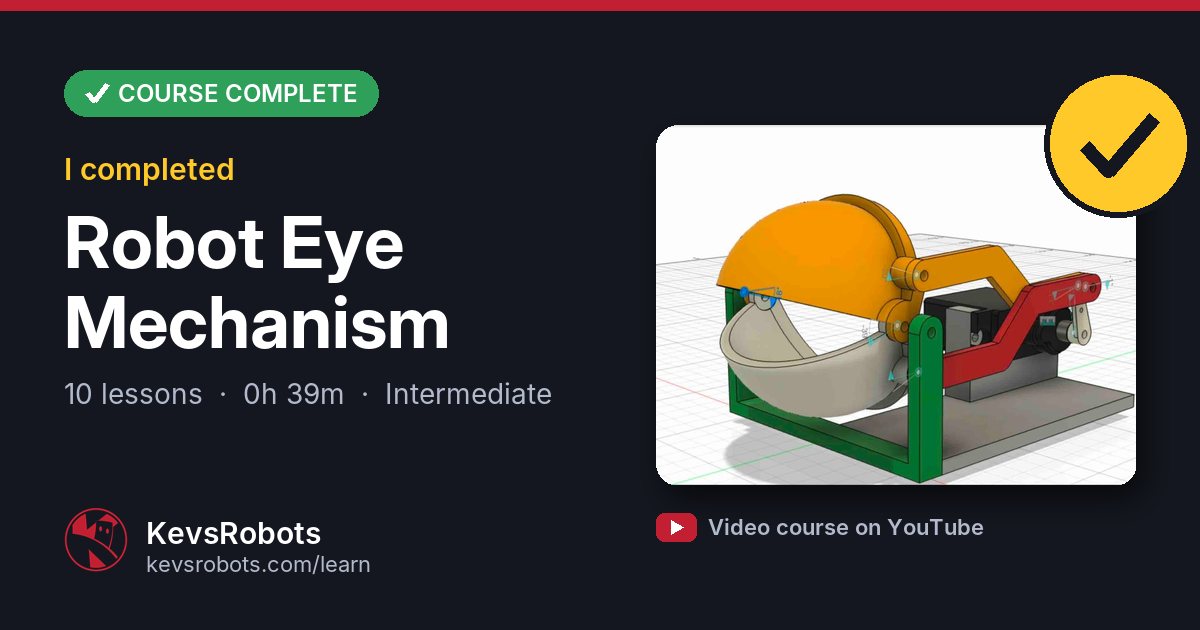 COURSE COMPLETE
I completed
Robot Eye
Mechanism
10 lessons · 0h 39m · Intermediate
KevsRobots
kevsrobots.com/learn
Video course on YouTube